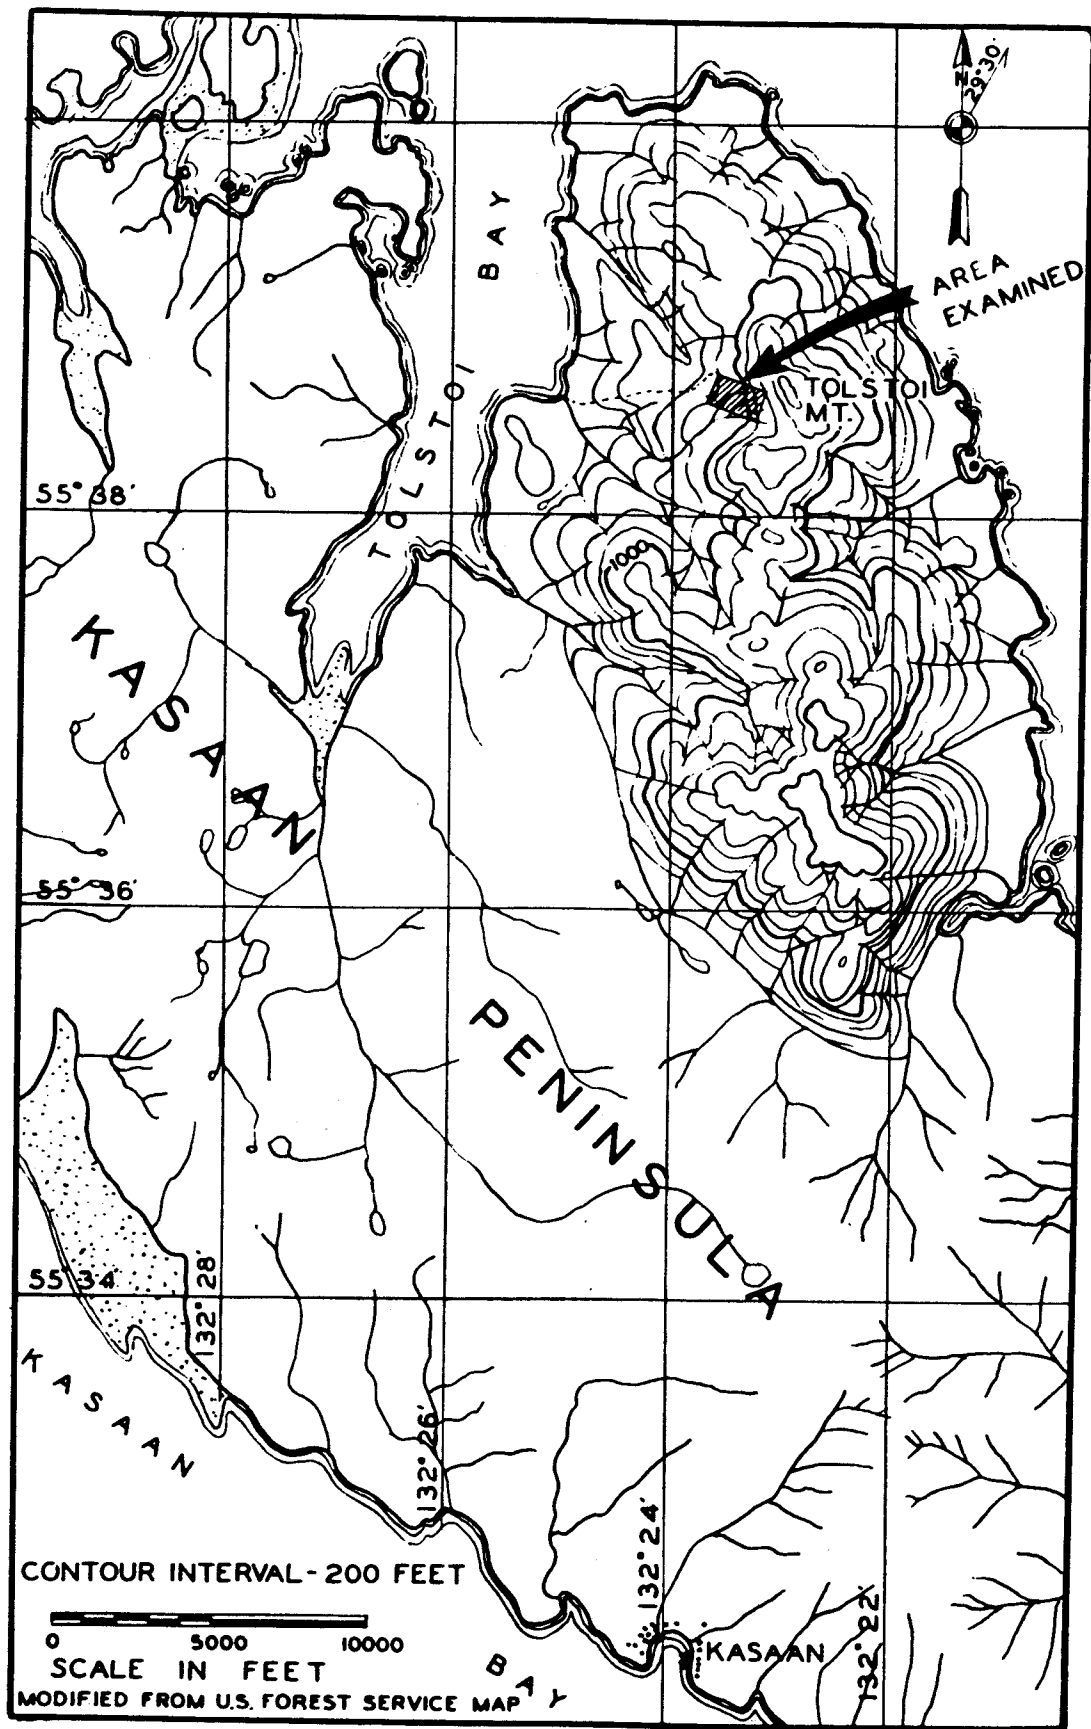 N
29°30'
TOLSTOI BAY
AREA
EXAMINED
TOLSTOI
MT.
55° 38'
1000
KASAAN
55° 36'
PENINSULA
55° 34'
132° 28'
KASAAN
132° 26'
132° 24'
132° 22'
CONTOUR INTERVAL-200 FEET
0 5000 10000
SCALE IN FEET
KASAAN
BAY
MODIFIED FROM U.S. FOREST SERVICE MAP